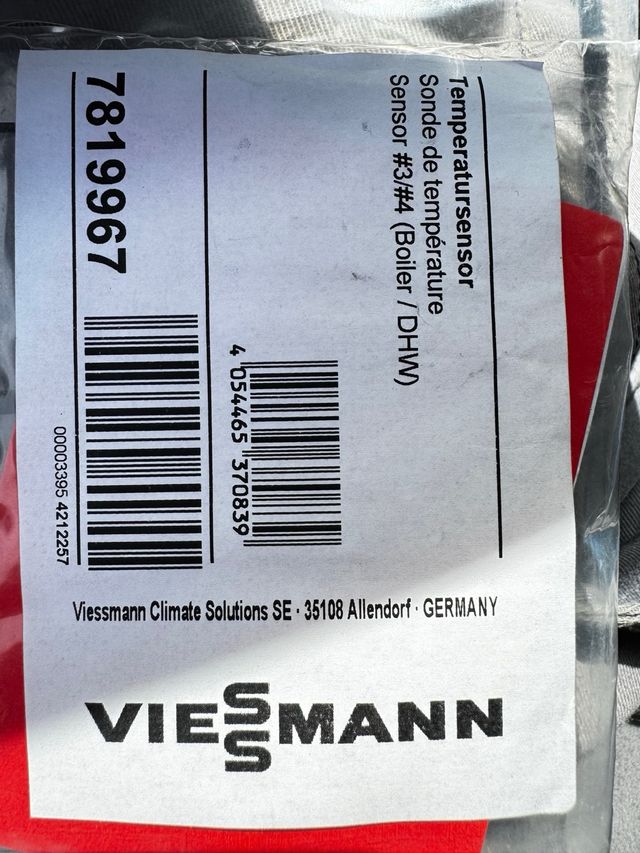 Temperatursensor
Sonde de température
Sensor #3/#4 (Boiler / DHW)
4 054465 370839
7819967
00003395 4212257
Viessmann Climate Solutions SE · 35108 Allendorf · GERMANY
VIESSMANN